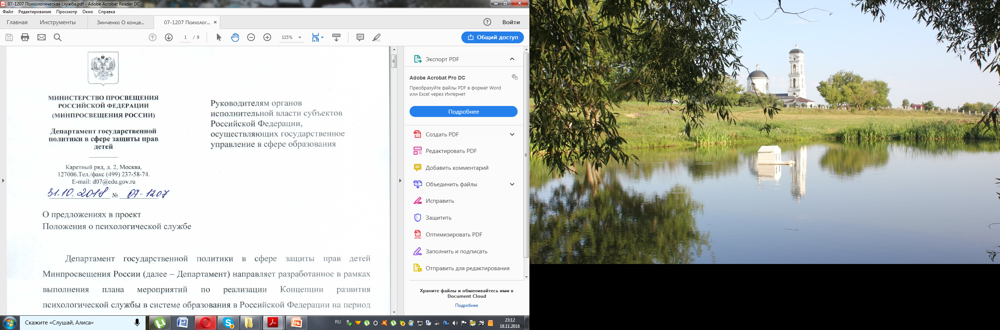 07-1207 Психологическая служба.pdf - Adobe Acrobat Reader DC
Файл Редактирование Просмотр Окно Справка
Главная Инструменты Зинченко О конце... 07-1207 Психолог... × ? Войти
1 / 9 115% Общий доступ
МИНИСТЕРСТВО ПРОСВЕЩЕНИЯ
РОССИЙСКОЙ ФЕДЕРАЦИИ
(МИНПРОСВЕЩЕНИЯ РОССИИ)
Департамент государственной
политики в сфере защиты прав
детей
Каретный ряд, д. 2, Москва,
127006.Тел./факс (499) 237-58-74.
E-mail: d07@edu.gov.ru
31.10.2018 № 07-1207
Руководителям органов
исполнительной власти субъектов
Российской Федерации,
осуществляющих государственное
управление в сфере образования
О предложениях в проект
Положения о психологической службе
Департамент государственной политики в сфере защиты прав детей
Минпросвещения России (далее – Департамент) направляет разработанное в рамках
выполнения плана мероприятий по реализации Концепции развития
психологической службы в системе образования в Российской Федерации на период
Экспорт PDF
Adobe Acrobat Pro DC
Преобразуйте файлы PDF в формат Word
или Excel через Интернет
Подробнее
Создать PDF
Редактировать PDF
Добавить комментарий
Объединить файлы
Исправить
Защитить
Оптимизировать PDF
Заполнить и подписать
Отправить для редактирования
Храните файлы и обменивайтесь ими в
Document Cloud
Подробнее
Скажите «Слушай, Алиса»
RU
23:12
18.11.2018